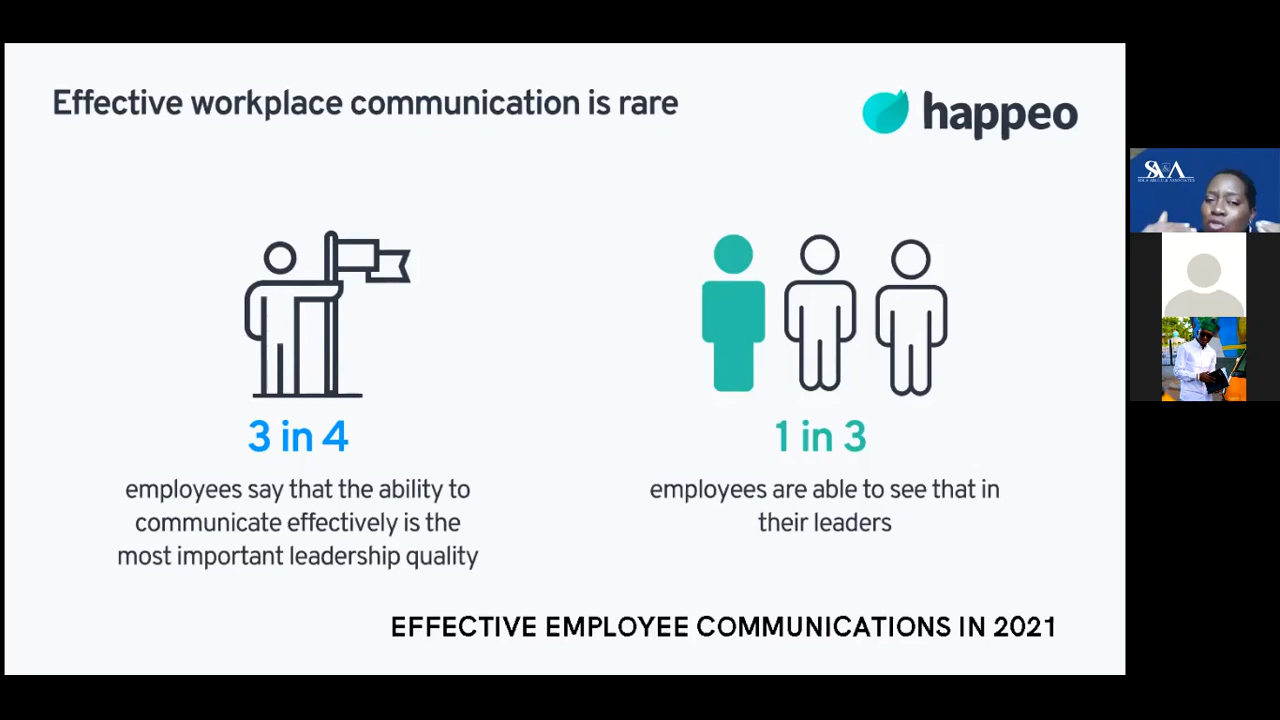 Effective workplace communication is rare
happeo
3 in 4
employees say that the ability to
communicate effectively is the
most important leadership quality
1 in 3
employees are able to see that in
their leaders
EFFECTIVE EMPLOYEE COMMUNICATIONS IN 2021